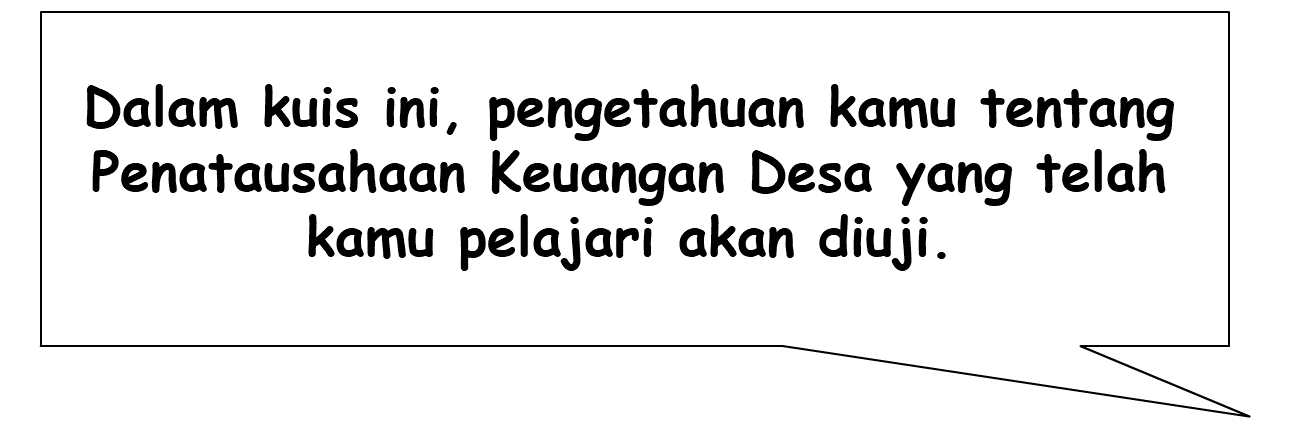 Dalam kuis ini, pengetahuan kamu tentang
Penatausahaan Keuangan Desa yang telah
kamu pelajari akan diuji.